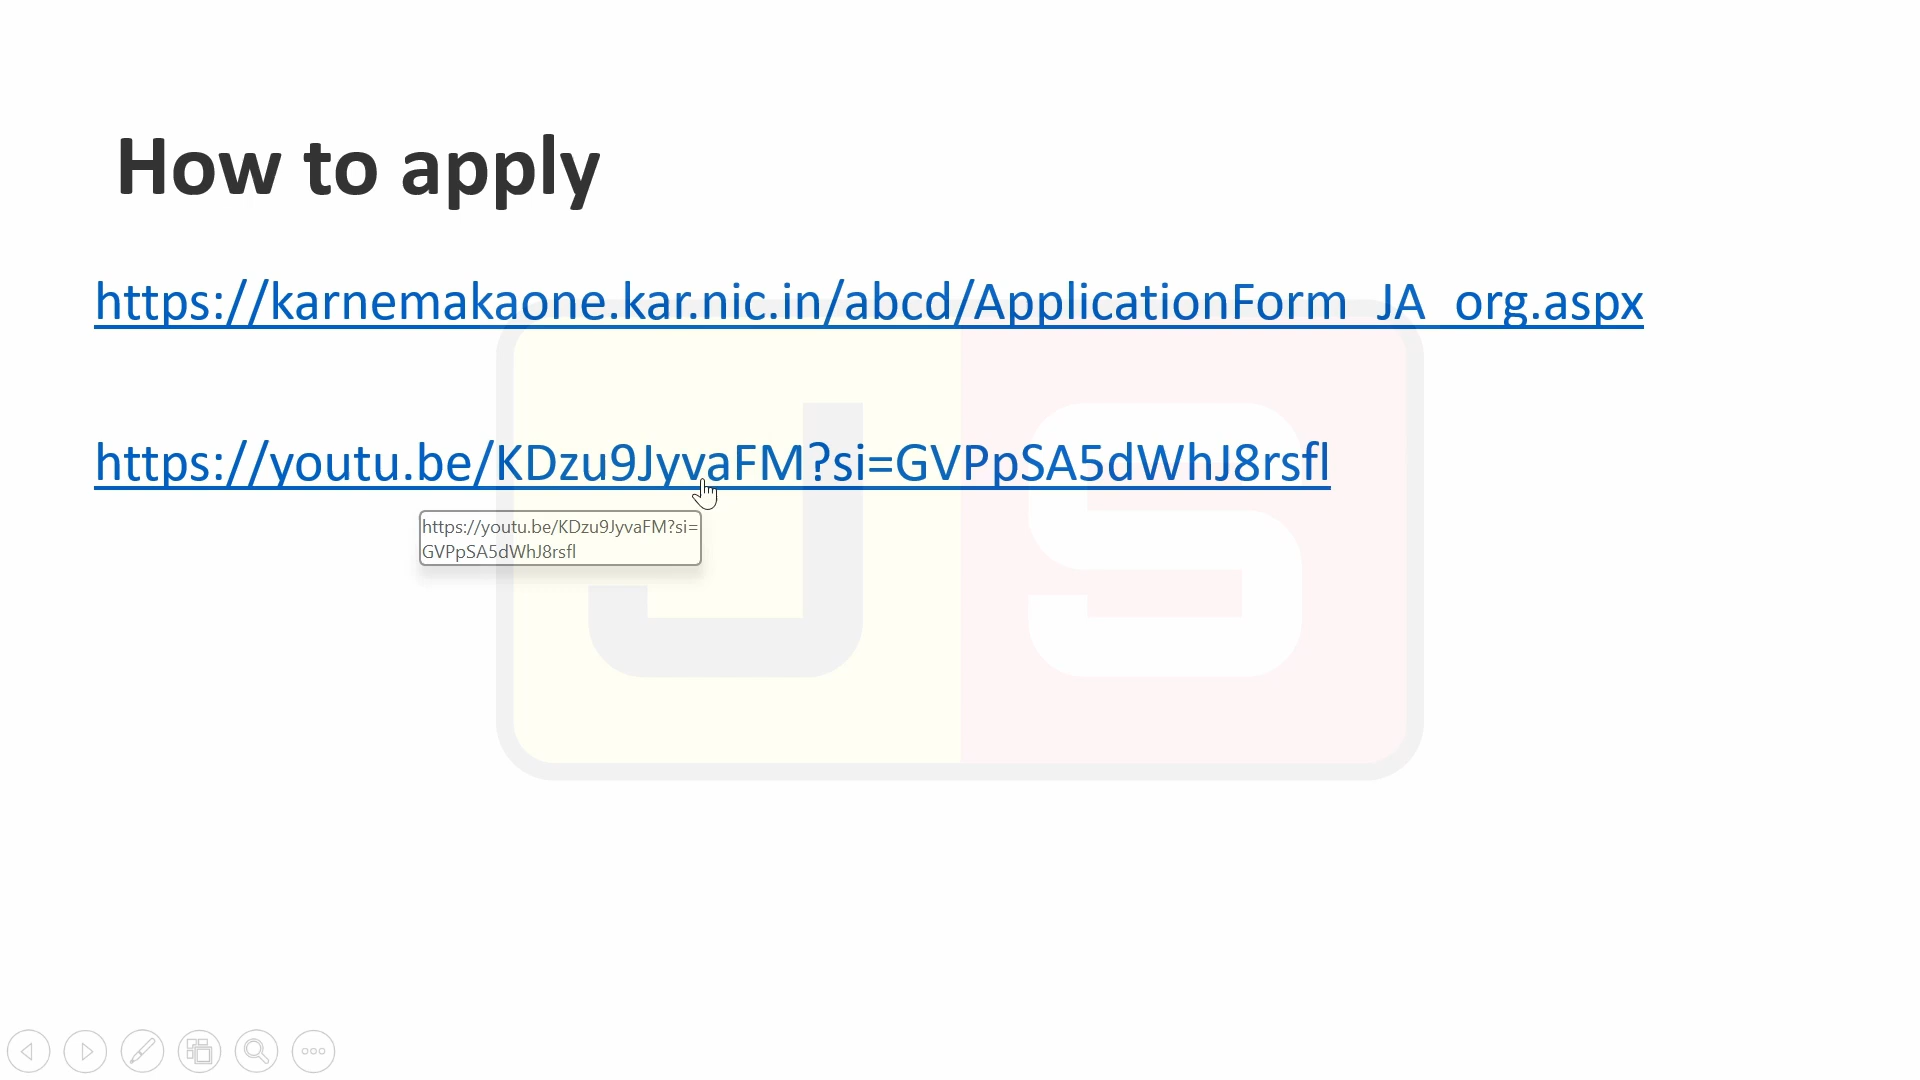 How to apply
https://karnemakaone.kar.nic.in/abcd/ApplicationForm_JA_org.aspx
https://youtu.be/KDzu9JyvaFM?si=GVPpSA5dWhJ8rsfl
https://youtu.be/KDzu9JyvaFM?si=
GVPpSA5dWhJ8rsfl
JS